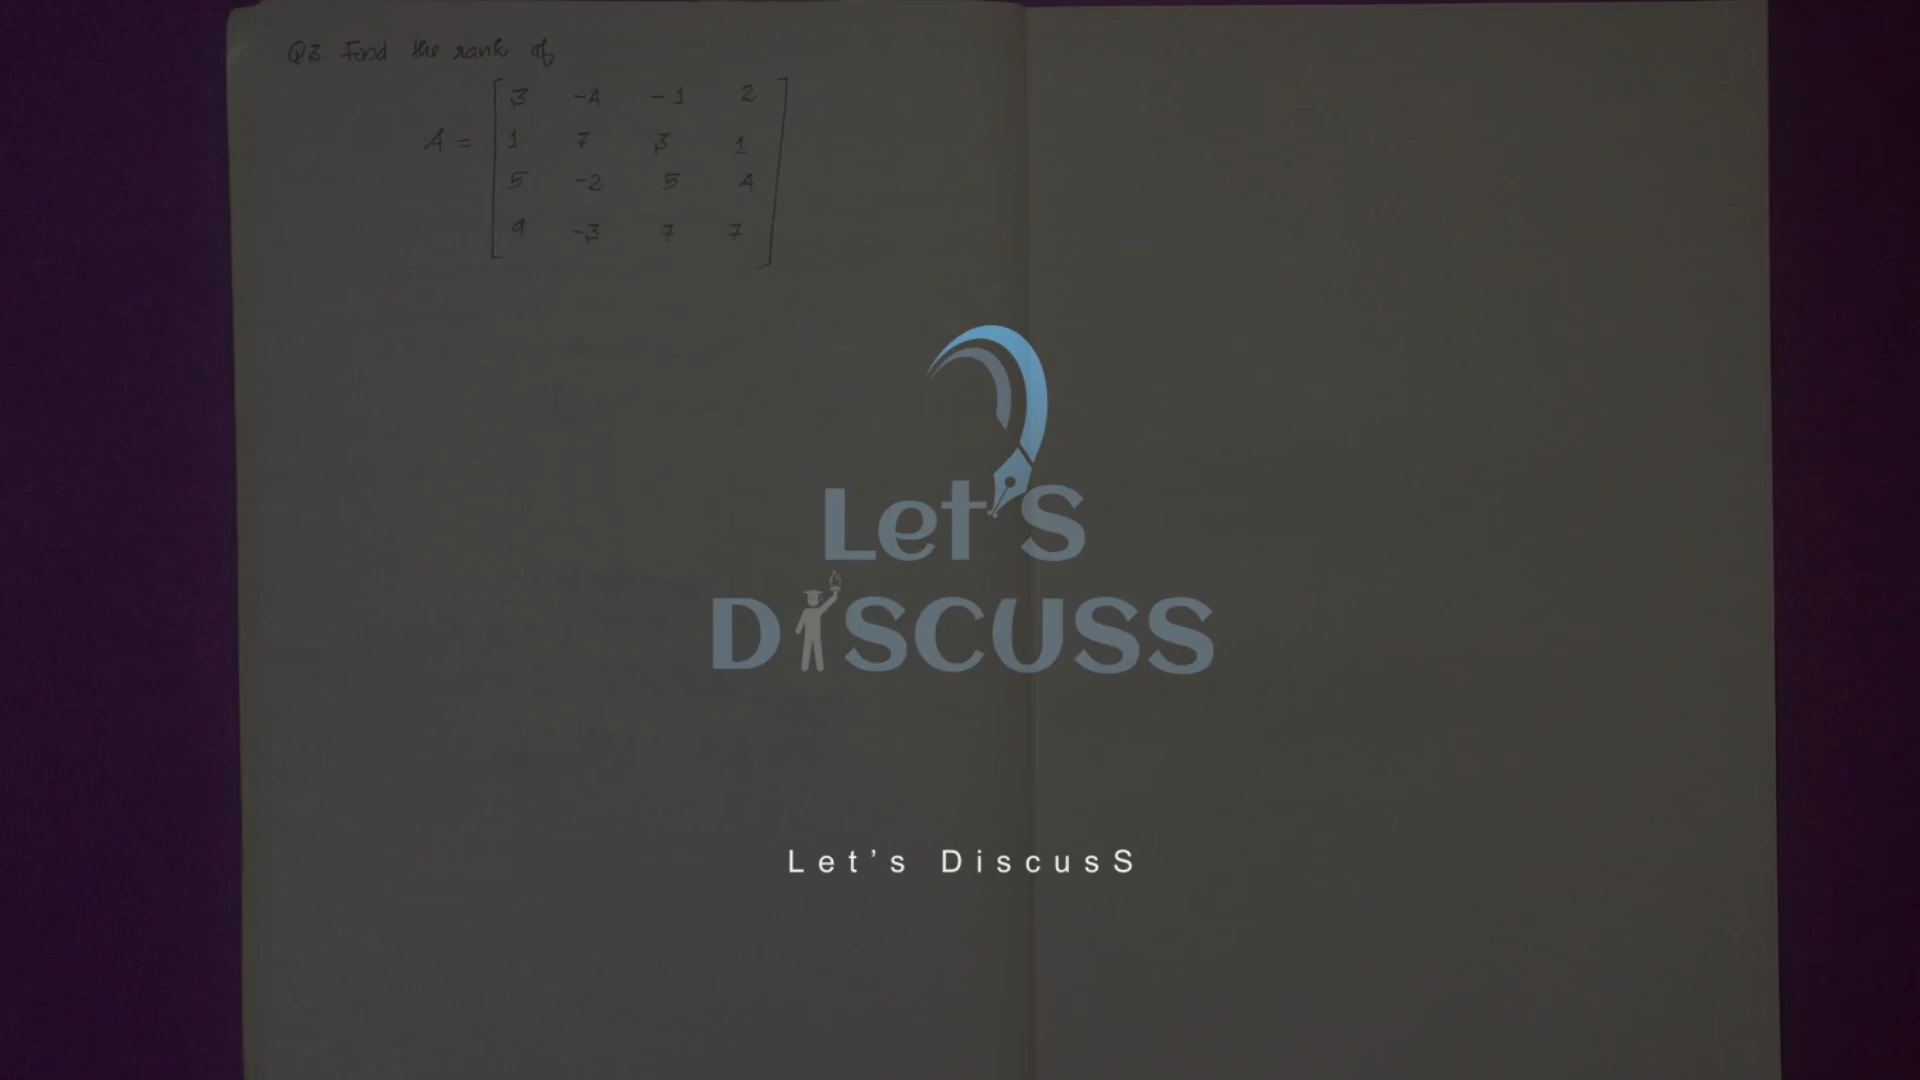 Q3. Find the rank of
A = [ 3 -4 -1 2
1 7 3 1
5 -2 5 4
9 -3 7 7 ]
Let's
DiSCUSS
Let's DiscusS